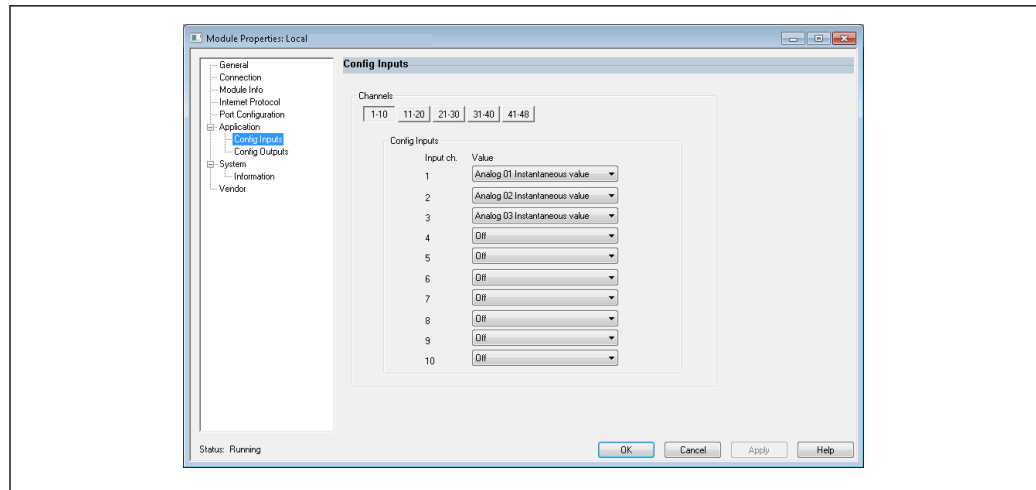 Module Properties: Local
General
Connection
Module Info
Internet Protocol
Port Configuration
Application
Config Inputs
Config Outputs
System
Information
Vendor
Config Inputs
Channels
1-10 11-20 21-30 31-40 41-48
Config Inputs
Input ch. Value
1 Analog 01 Instantaneous value
2 Analog 02 Instantaneous value
3 Analog 03 Instantaneous value
4 Off
5 Off
6 Off
7 Off
8 Off
9 Off
10 Off
Status: Running
OK Cancel Apply Help